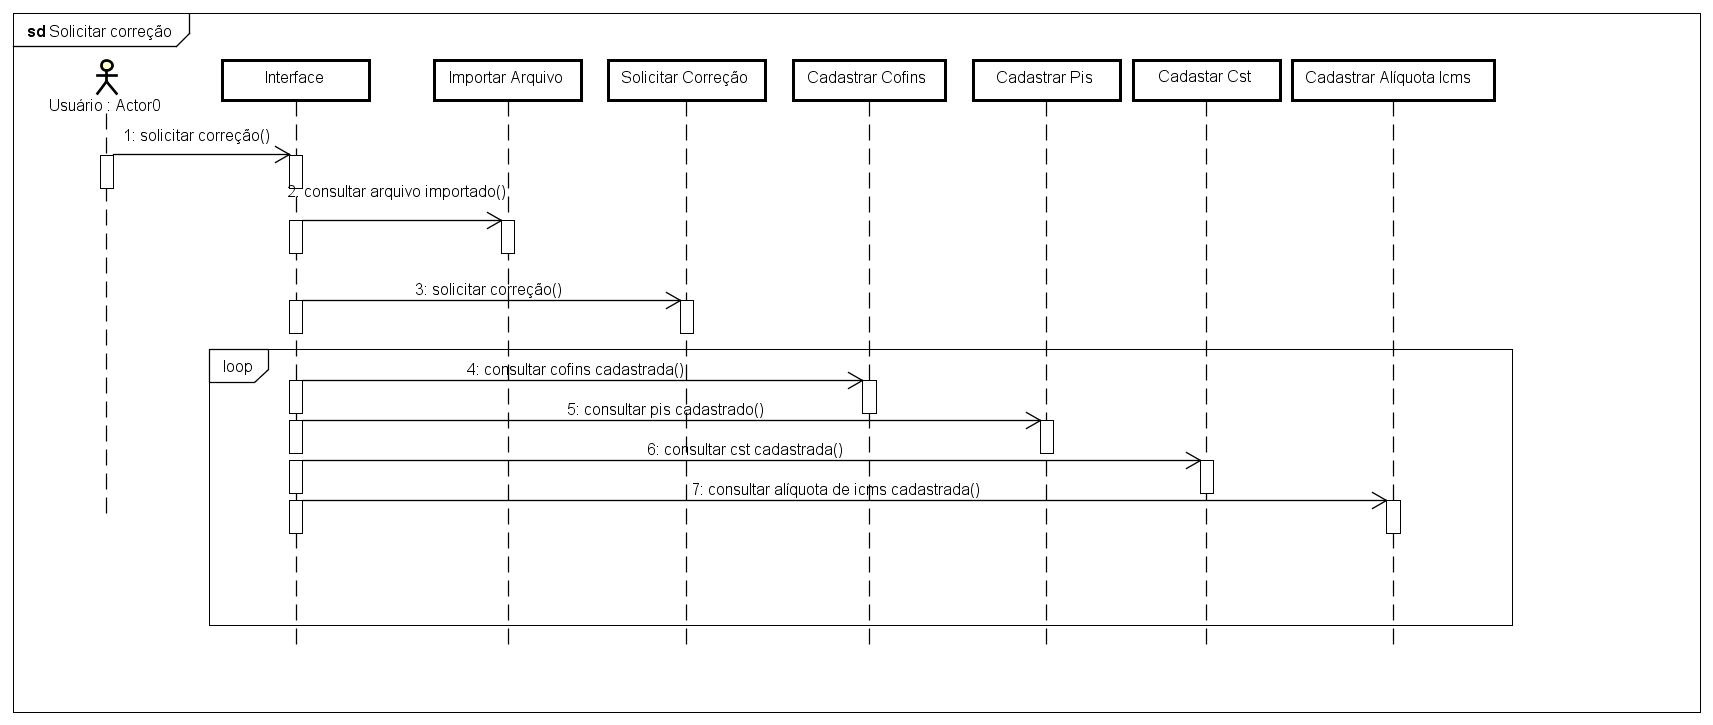 sd Solicitar correção
Usuário : Actor0
Interface
Importar Arquivo
Solicitar Correção
Cadastrar Cofins
Cadastrar Pis
Cadastar Cst
Cadastrar Alíquota Icms
1: solicitar correção()
2: consultar arquivo importado()
3: solicitar correção()
loop
4: consultar cofins cadastrada()
5: consultar pis cadastrado()
6: consultar cst cadastrada()
7: consultar alíquota de icms cadastrada()